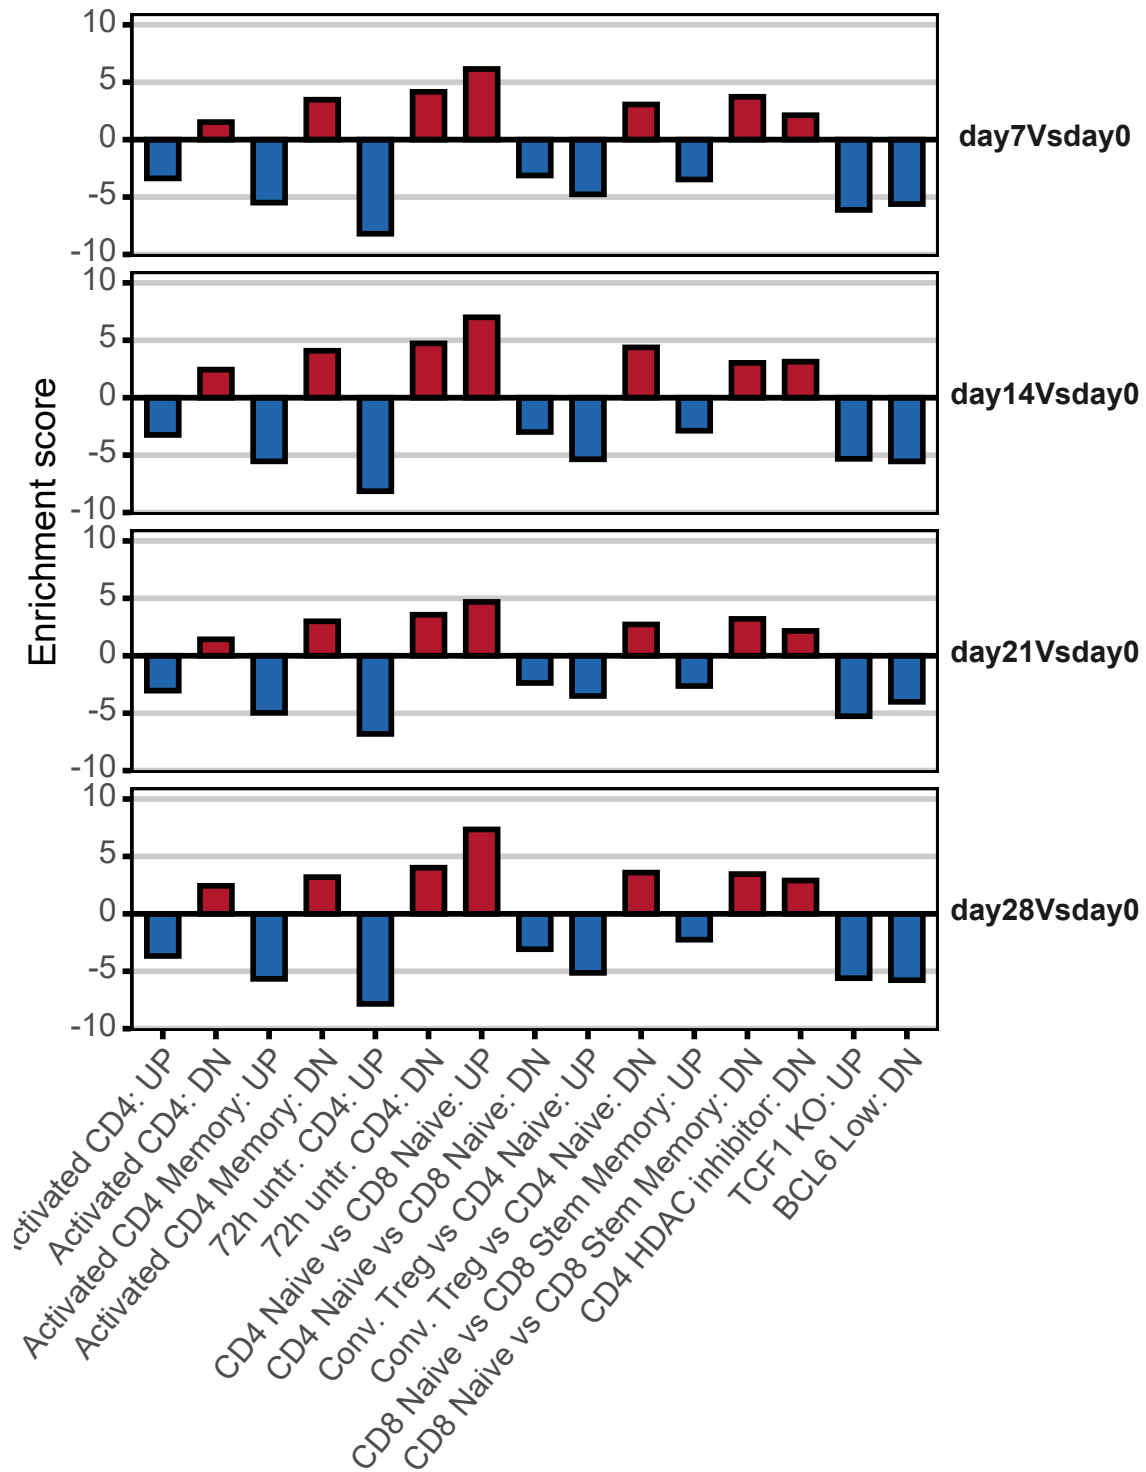 Enrichment score
10
5
0
-5
-10
day7Vsday0
10
5
0
-5
-10
day14Vsday0
10
5
0
-5
-10
day21Vsday0
10
5
0
-5
-10
day28Vsday0
ctivated CD4: UP
Activated CD4: DN
Activated CD4 Memory: UP
Activated CD4 Memory: DN
72h untr. CD4: UP
72h untr. CD4: DN
CD4 Naive vs CD8 Naive: UP
CD4 Naive vs CD8 Naive: DN
Conv. Treg vs CD4 Naive: UP
Conv. Treg vs CD4 Naive: DN
CD8 Naive vs CD8 Stem Memory: UP
CD8 Naive vs CD8 Stem Memory: DN
CD4 HDAC inhibitor: DN
TCF1 KO: UP
BCL6 Low: DN